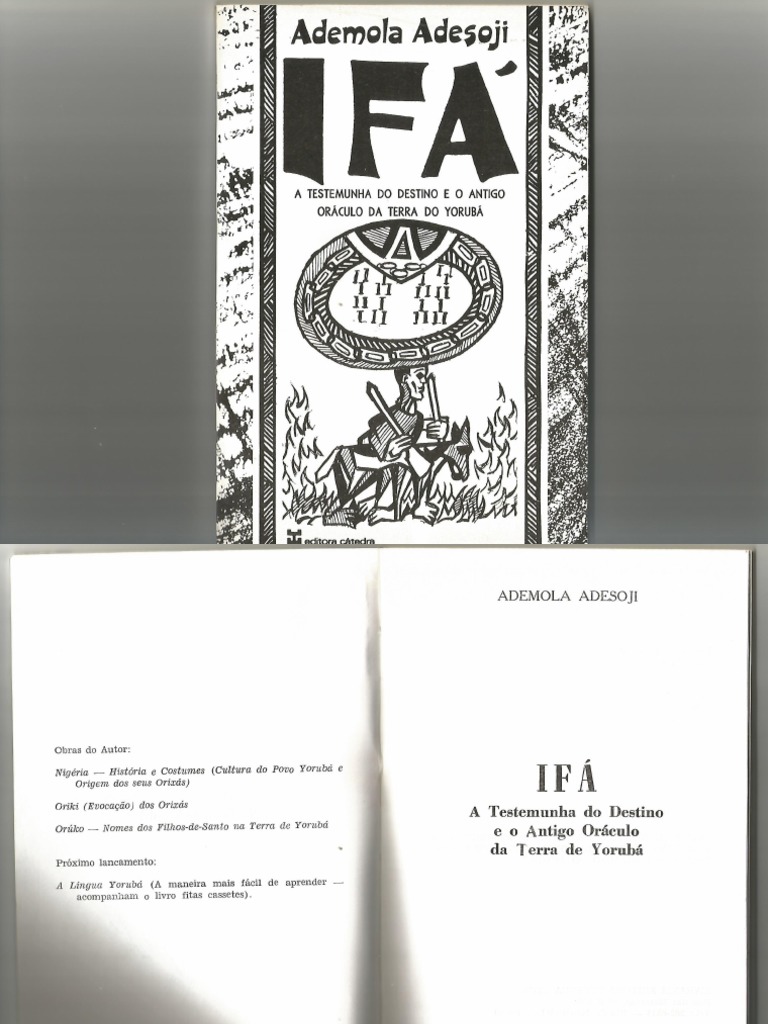 Ademola Adesoji
IFÁ
A TESTEMUNHA DO DESTINO E O ANTIGO
ORÁCULO DA TERRA DO YORUBÁ
editora cátedra
Obras do Autor:
Nigéria — História e Costumes (Cultura do Povo Yorubá e
Origem dos seus Orixás)
Oriki (Evocação) dos Orixás
Orúko — Nomes dos Filhos-de-Santo na Terra de Yorubá
Próximo lancamento:
A Lingua Yorubá (A maneira mais fácil de aprender —
acompanham o livro fitas cassetes).
ADEMOLA ADESOJI
IFÁ
A Testemunha do Destino
e o Antigo Oráculo
da Terra de Yorubá